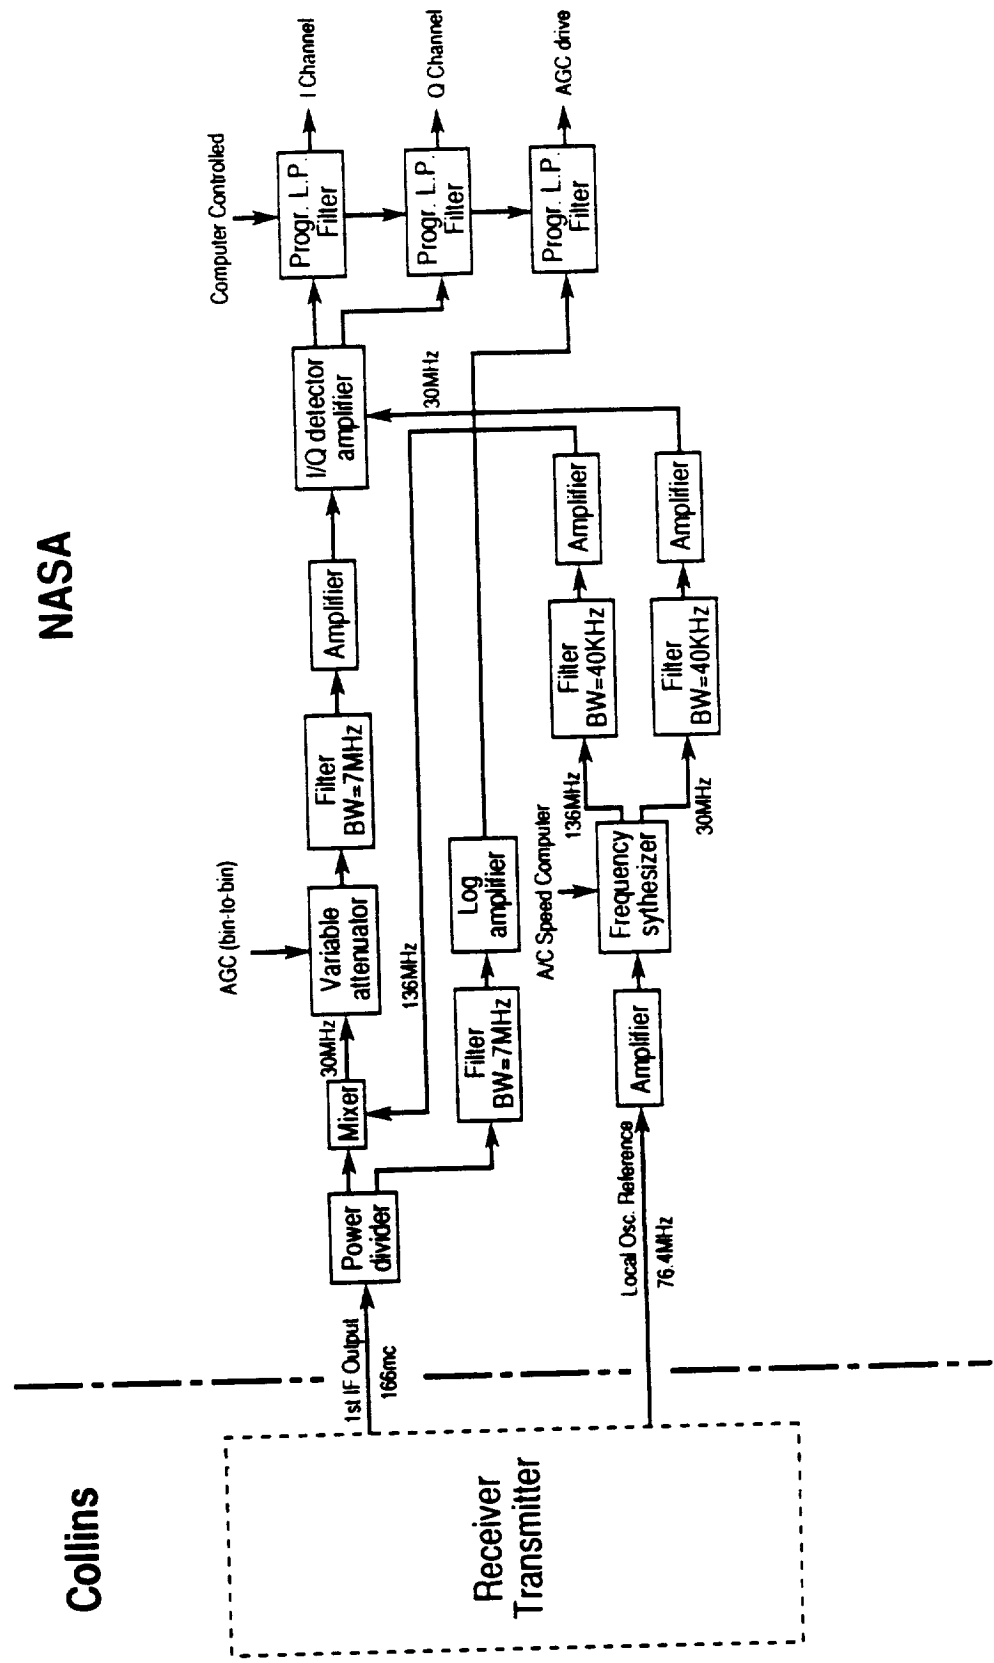 Collins
NASA
Receiver
Transmitter
1st IF Output
166mc
Power
divider
Mixer
30MHz
AGC (bin-to-bin)
Variable
attenuator
Filter
BW=7MHz
Amplifier
I/Q detector
amplifier
Computer Controlled
Progr. L.P.
Filter
I Channel
Progr. L.P.
Filter
Q Channel
Progr. L.P.
Filter
AGC drive
136MHz
30MHz
Filter
BW=7MHz
Log
amplifier
Local Osc. Reference
76.4MHz
Amplifier
A/C Speed Computer
Frequency
sythesizer
136MHz
30MHz
Filter
BW=40KHz
Amplifier
Filter
BW=40KHz
Amplifier